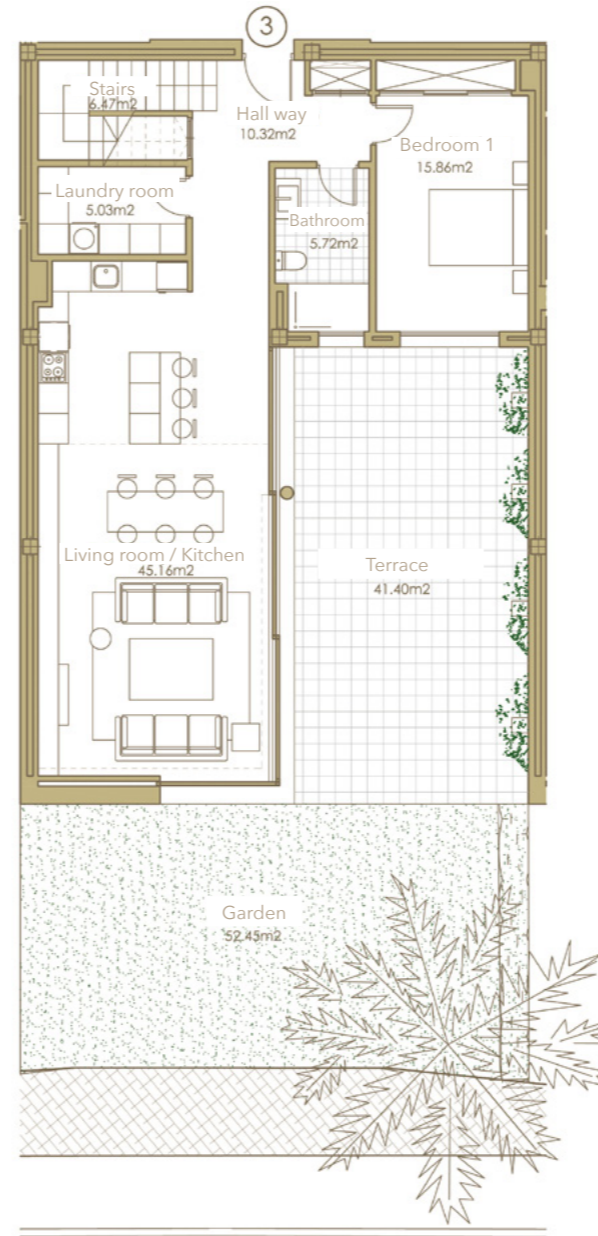 3
Stairs
6.47m2
Hall way
10.32m2
Bedroom 1
15.86m2
Laundry room
5.03m2
Bathroom
5.72m2
Living room / Kitchen
45.16m2
Terrace
41.40m2
Garden
52.45m2